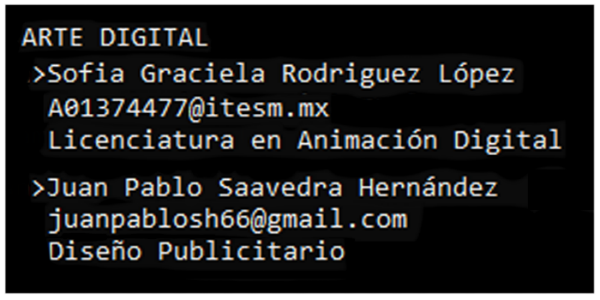 ARTE DIGITAL
>Sofia Graciela Rodriguez López
A01374477@itesm.mx
Licenciatura en Animación Digital
>Juan Pablo Saavedra Hernández
juanpablosh66@gmail.com
Diseño Publicitario